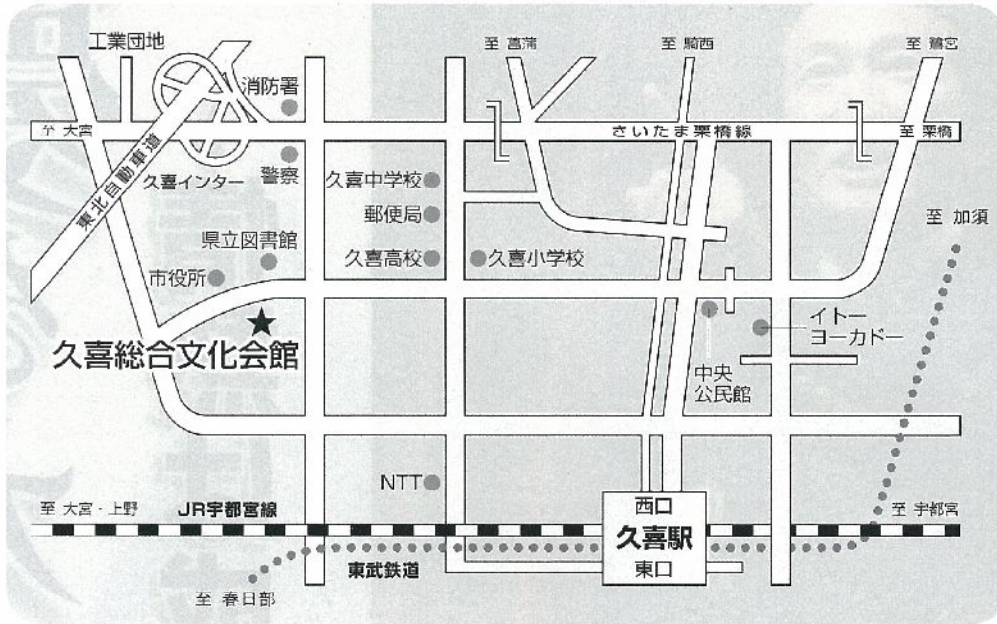 工業団地
至 菖蒲
至 騎西
至 鷲宮
消防署
至 大宮
さいたま栗橋線
至 栗橋
東北自動車道
久喜インター
警察
久喜中学校
郵便局
至 加須
県立図書館
久喜高校
久喜小学校
市役所
イトー
ヨーカドー
久喜総合文化会館
中央
公民館
NTT
至 大宮・上野
JR宇都宮線
西口
至 宇都宮
久喜駅
東武鉄道
東口
至 春日部